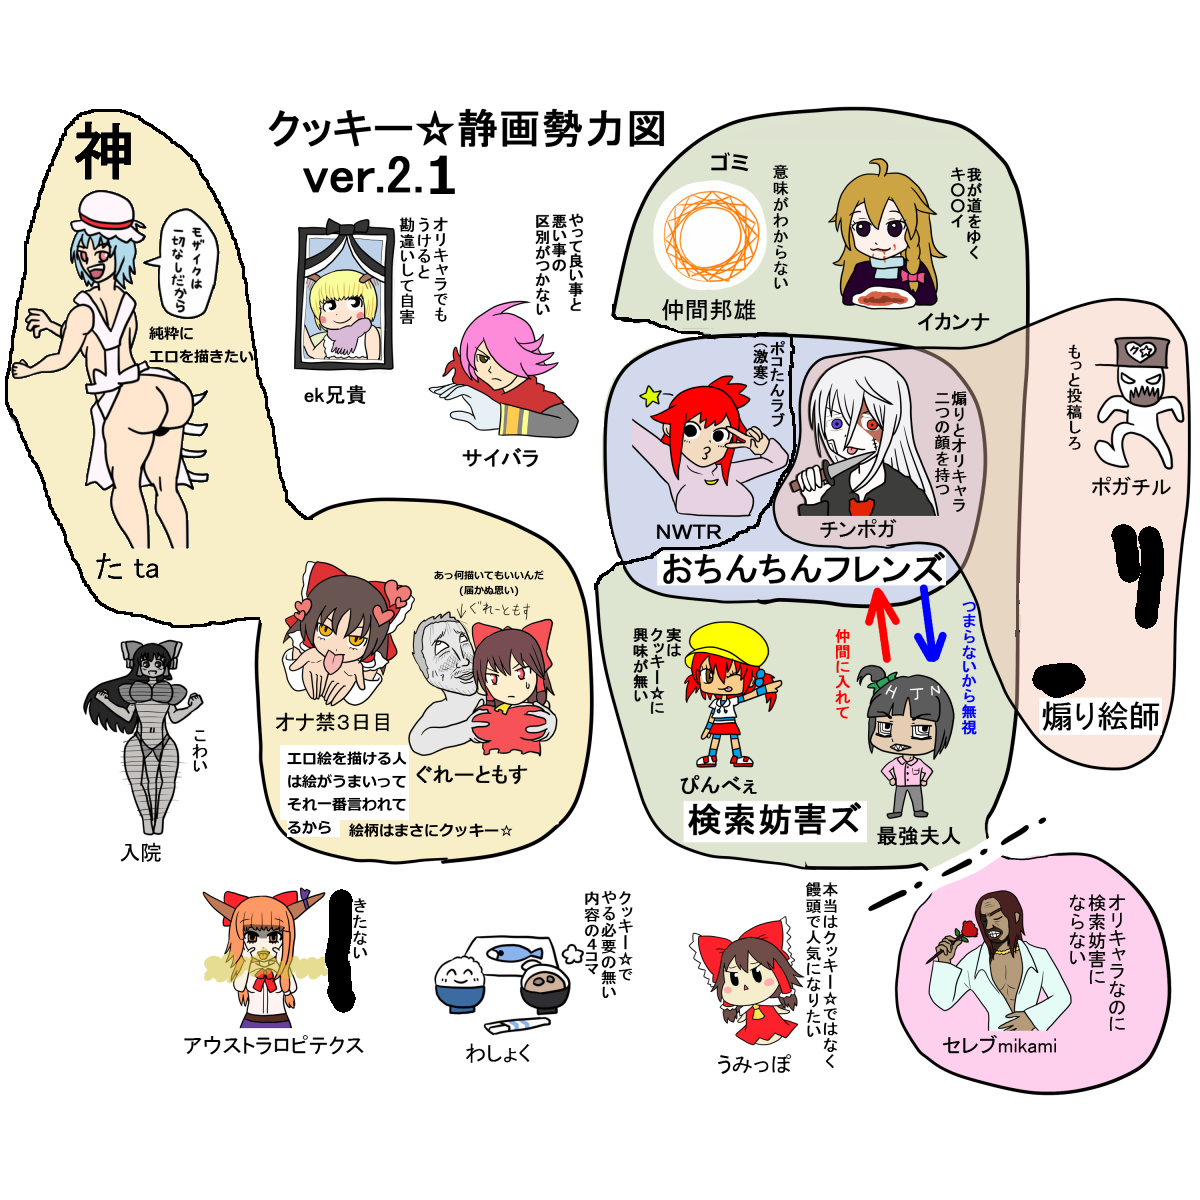 クッキー☆静画勢力図
ver.2.1
神
モザイクは
一切なしだから
純粋に
エロを描きたい
た ta
オリキャラでも
うけると
勘違いして自害
ek兄貴
やって良い事と
悪い事の
区別がつかない
サイバラ
ゴミ
意味がわからない
仲間邦雄
我が道をゆく
キ〇〇イ
イカンナ
ポコたんラブ
(激寒)
NWTR
煽りとオリキャラ
二つの顔を持つ
チンポガ
おちんちんフレンズ
もっと投稿しろ
ク☆
ポガチル
り
煽り絵師
あっ何描いてもいいんだ
(届かぬ思い)
ぐれーともす
オナ禁3日目
ぐれーともす
エロ絵を描ける人
は絵がうまいって
それ一番言われて
るから
絵柄はまさにクッキー☆
実は
クッキー☆に
興味が無い
ぴんべぇ
仲間に入れて
つまらないから無視
HJN
最強夫人
検索妨害ズ
こわい
入院
きたない
アウストラロピテクス
クッキー☆で
やる必要の無い
内容の4コマ
わしょく
本当はクッキー☆ではなく
饅頭で人気になりたい
うみっぽ
オリキャラなのに
検索妨害に
ならない
セレブmikami